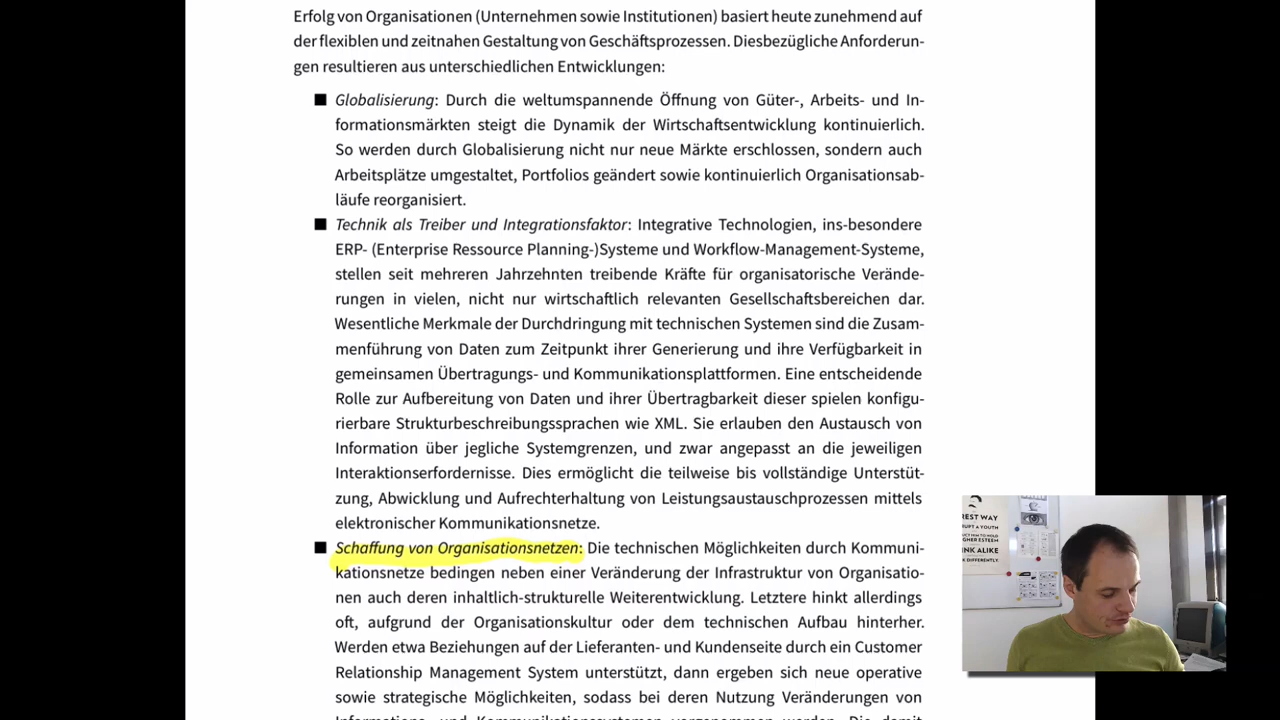 Erfolg von Organisationen (Unternehmen sowie Institutionen) basiert heute zunehmend auf
der flexiblen und zeitnahen Gestaltung von Geschäftsprozessen. Diesbezügliche Anforderun-
gen resultieren aus unterschiedlichen Entwicklungen:
■ Globalisierung: Durch die weltumspannende Öffnung von Güter-, Arbeits- und In-
formationsmärkten steigt die Dynamik der Wirtschaftsentwicklung kontinuierlich.
So werden durch Globalisierung nicht nur neue Märkte erschlossen, sondern auch
Arbeitsplätze umgestaltet, Portfolios geändert sowie kontinuierlich Organisationsab-
läufe reorganisiert.
■ Technik als Treiber und Integrationsfaktor: Integrative Technologien, ins-besondere
ERP- (Enterprise Ressource Planning-)Systeme und Workflow-Management-Systeme,
stellen seit mehreren Jahrzehnten treibende Kräfte für organisatorische Verände-
rungen in vielen, nicht nur wirtschaftlich relevanten Gesellschaftsbereichen dar.
Wesentliche Merkmale der Durchdringung mit technischen Systemen sind die Zusam-
menführung von Daten zum Zeitpunkt ihrer Generierung und ihre Verfügbarkeit in
gemeinsamen Übertragungs- und Kommunikationsplattformen. Eine entscheidende
Rolle zur Aufbereitung von Daten und ihrer Übertragbarkeit dieser spielen konfigu-
rierbare Strukturbeschreibungssprachen wie XML. Sie erlauben den Austausch von
Information über jegliche Systemgrenzen, und zwar angepasst an die jeweiligen
Interaktionserfordernisse. Dies ermöglicht die teilweise bis vollständige Unterstüt-
zung, Abwicklung und Aufrechterhaltung von Leistungsaustauschprozessen mittels
elektronischer Kommunikationsnetze.
■ Schaffung von Organisationsnetzen: Die technischen Möglichkeiten durch Kommuni-
kationsnetze bedingen neben einer Veränderung der Infrastruktur von Organisatio-
nen auch deren inhaltlich-strukturelle Weiterentwicklung. Letztere hinkt allerdings
oft, aufgrund der Organisationskultur oder dem technischen Aufbau hinterher.
Werden etwa Beziehungen auf der Lieferanten- und Kundenseite durch ein Customer
Relationship Management System unterstützt, dann ergeben sich neue operative
sowie strategische Möglichkeiten, sodass bei deren Nutzung Veränderungen von
Informations- und Kommunikationssystemen vorgenommen werden. Die damit
REST WAY
THINK ALIKE
DIFFERENTLY.